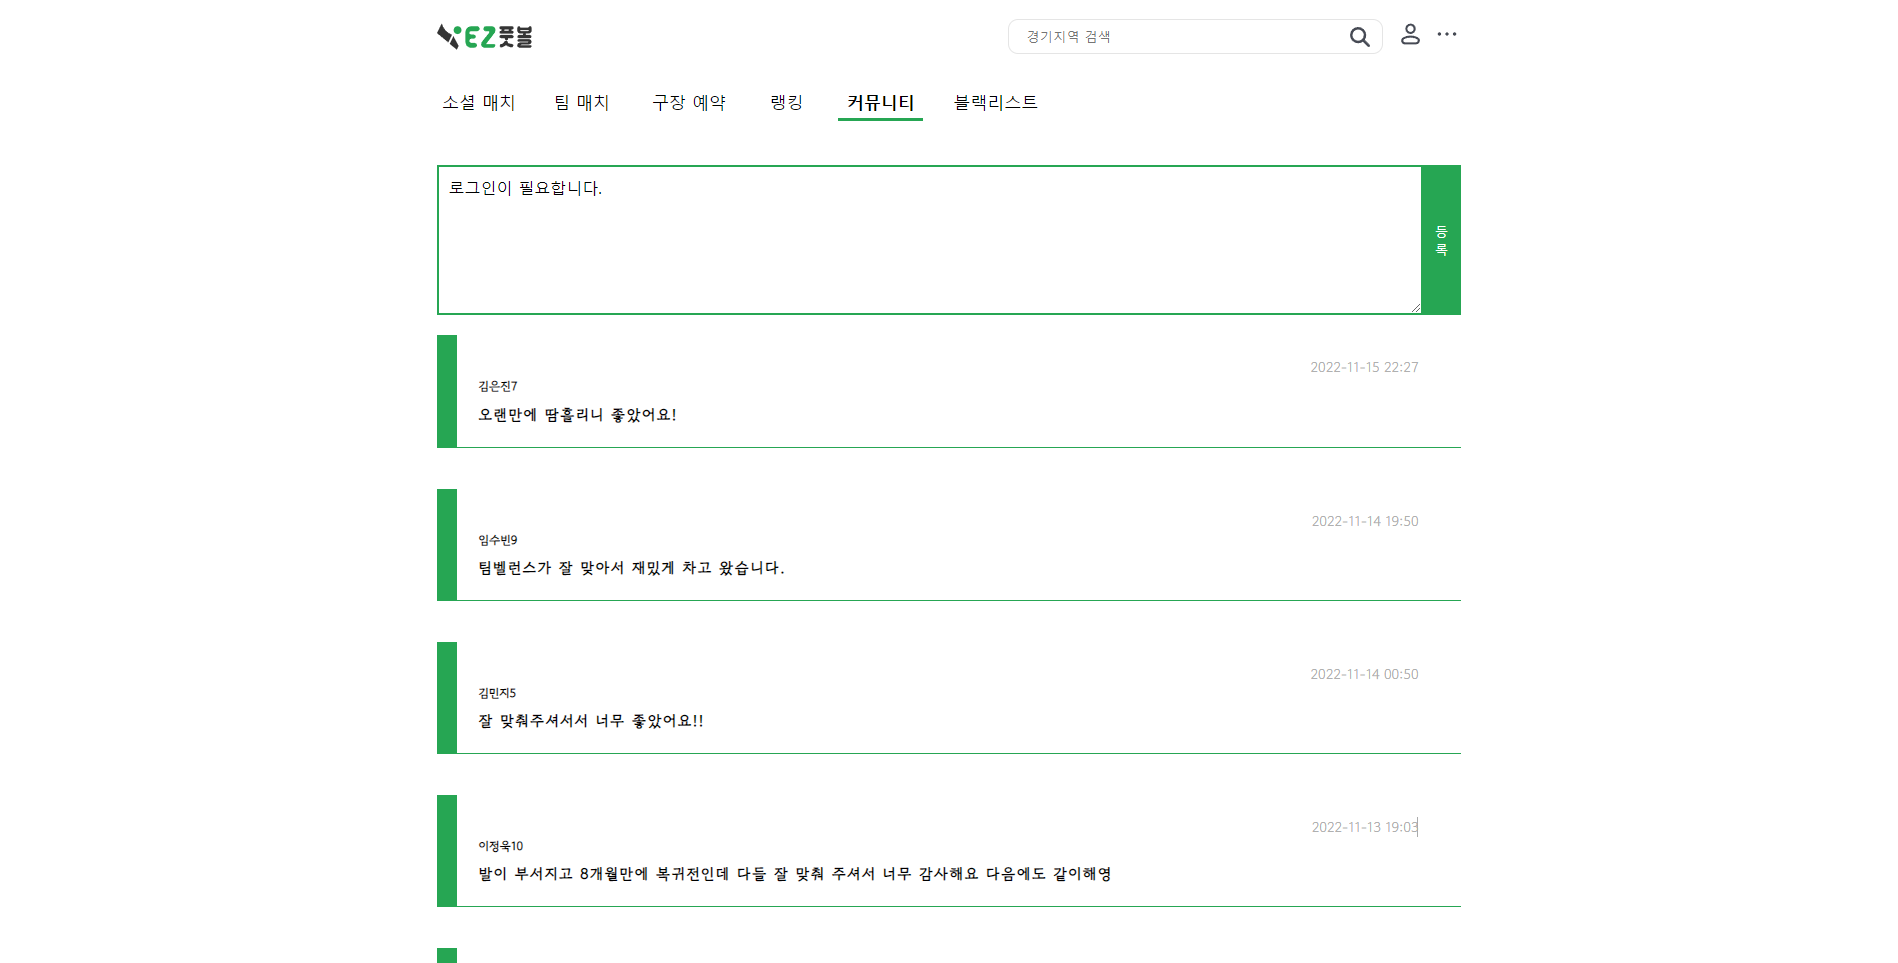 EZ풋볼
경기지역 검색
소셜 매치 팀 매치 구장 예약 랭킹 커뮤니티 블랙리스트
로그인이 필요합니다.
등
록
2022-11-15 22:27
김은진7
오랜만에 땀흘리니 좋았어요!
2022-11-14 19:50
임수빈9
팀벨런스가 잘 맞아서 재밌게 차고 왔습니다.
2022-11-14 00:50
김민지5
잘 맞춰주셔서서 너무 좋았어요!!
2022-11-13 19:03
이정욱10
발이 부서지고 8개월만에 복귀전인데 다들 잘 맞춰 주셔서 너무 감사해요 다음에도 같이해영